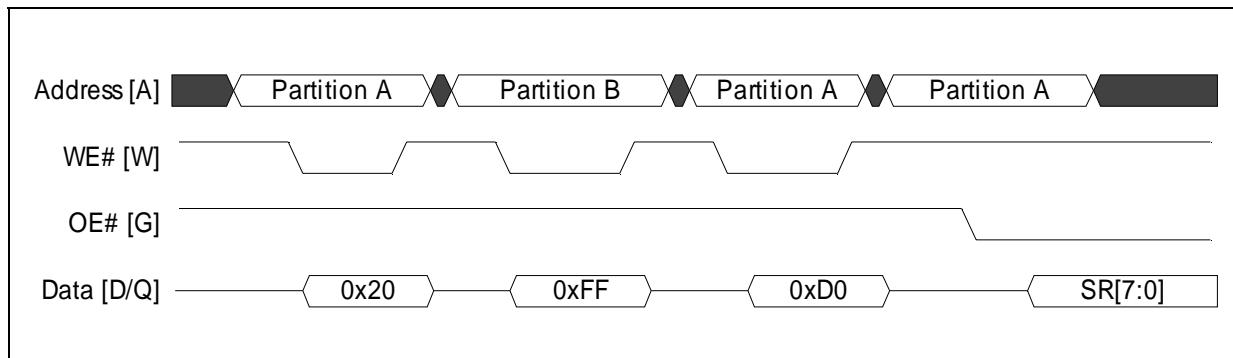 Address [A] Partition A Partition B Partition A Partition A
WE# [W]
OE# [G]
Data [D/Q] 0x20 0xFF 0xD0 SR[7:0]